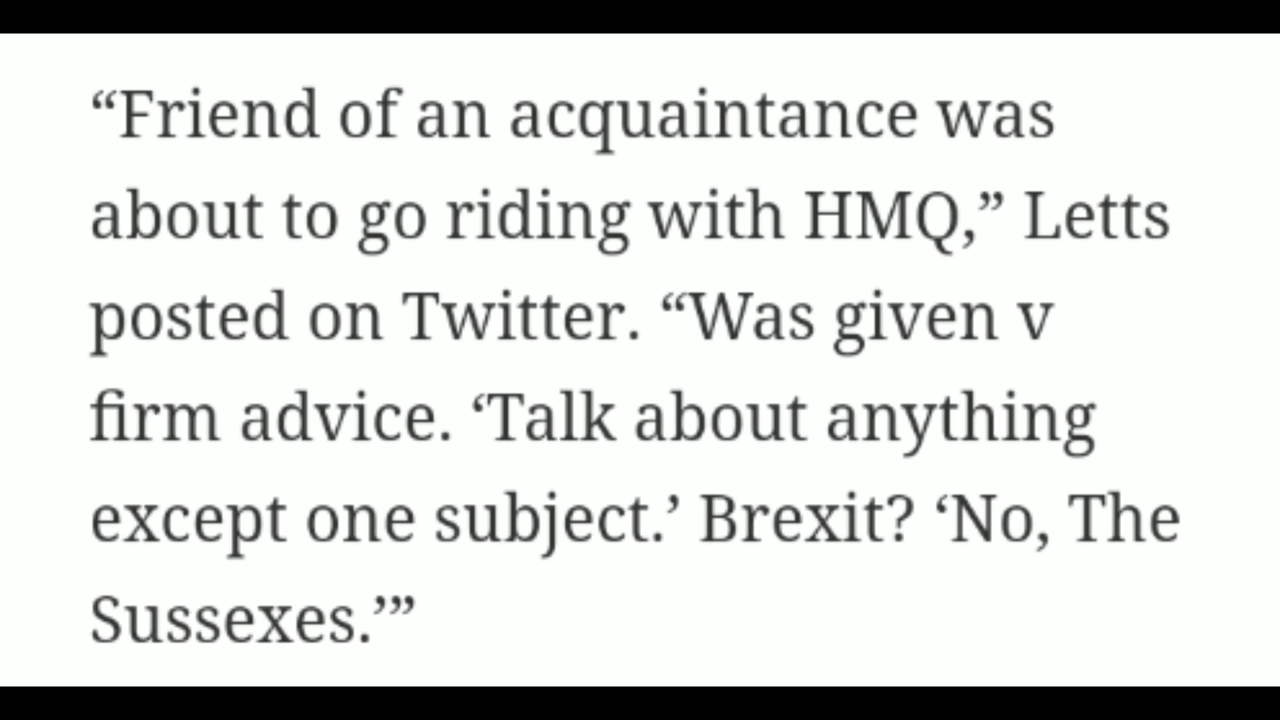 “Friend of an acquaintance was
about to go riding with HMQ,” Letts
posted on Twitter. “Was given v
firm advice. ‘Talk about anything
except one subject.’ Brexit? ‘No, The
Sussexes.’”